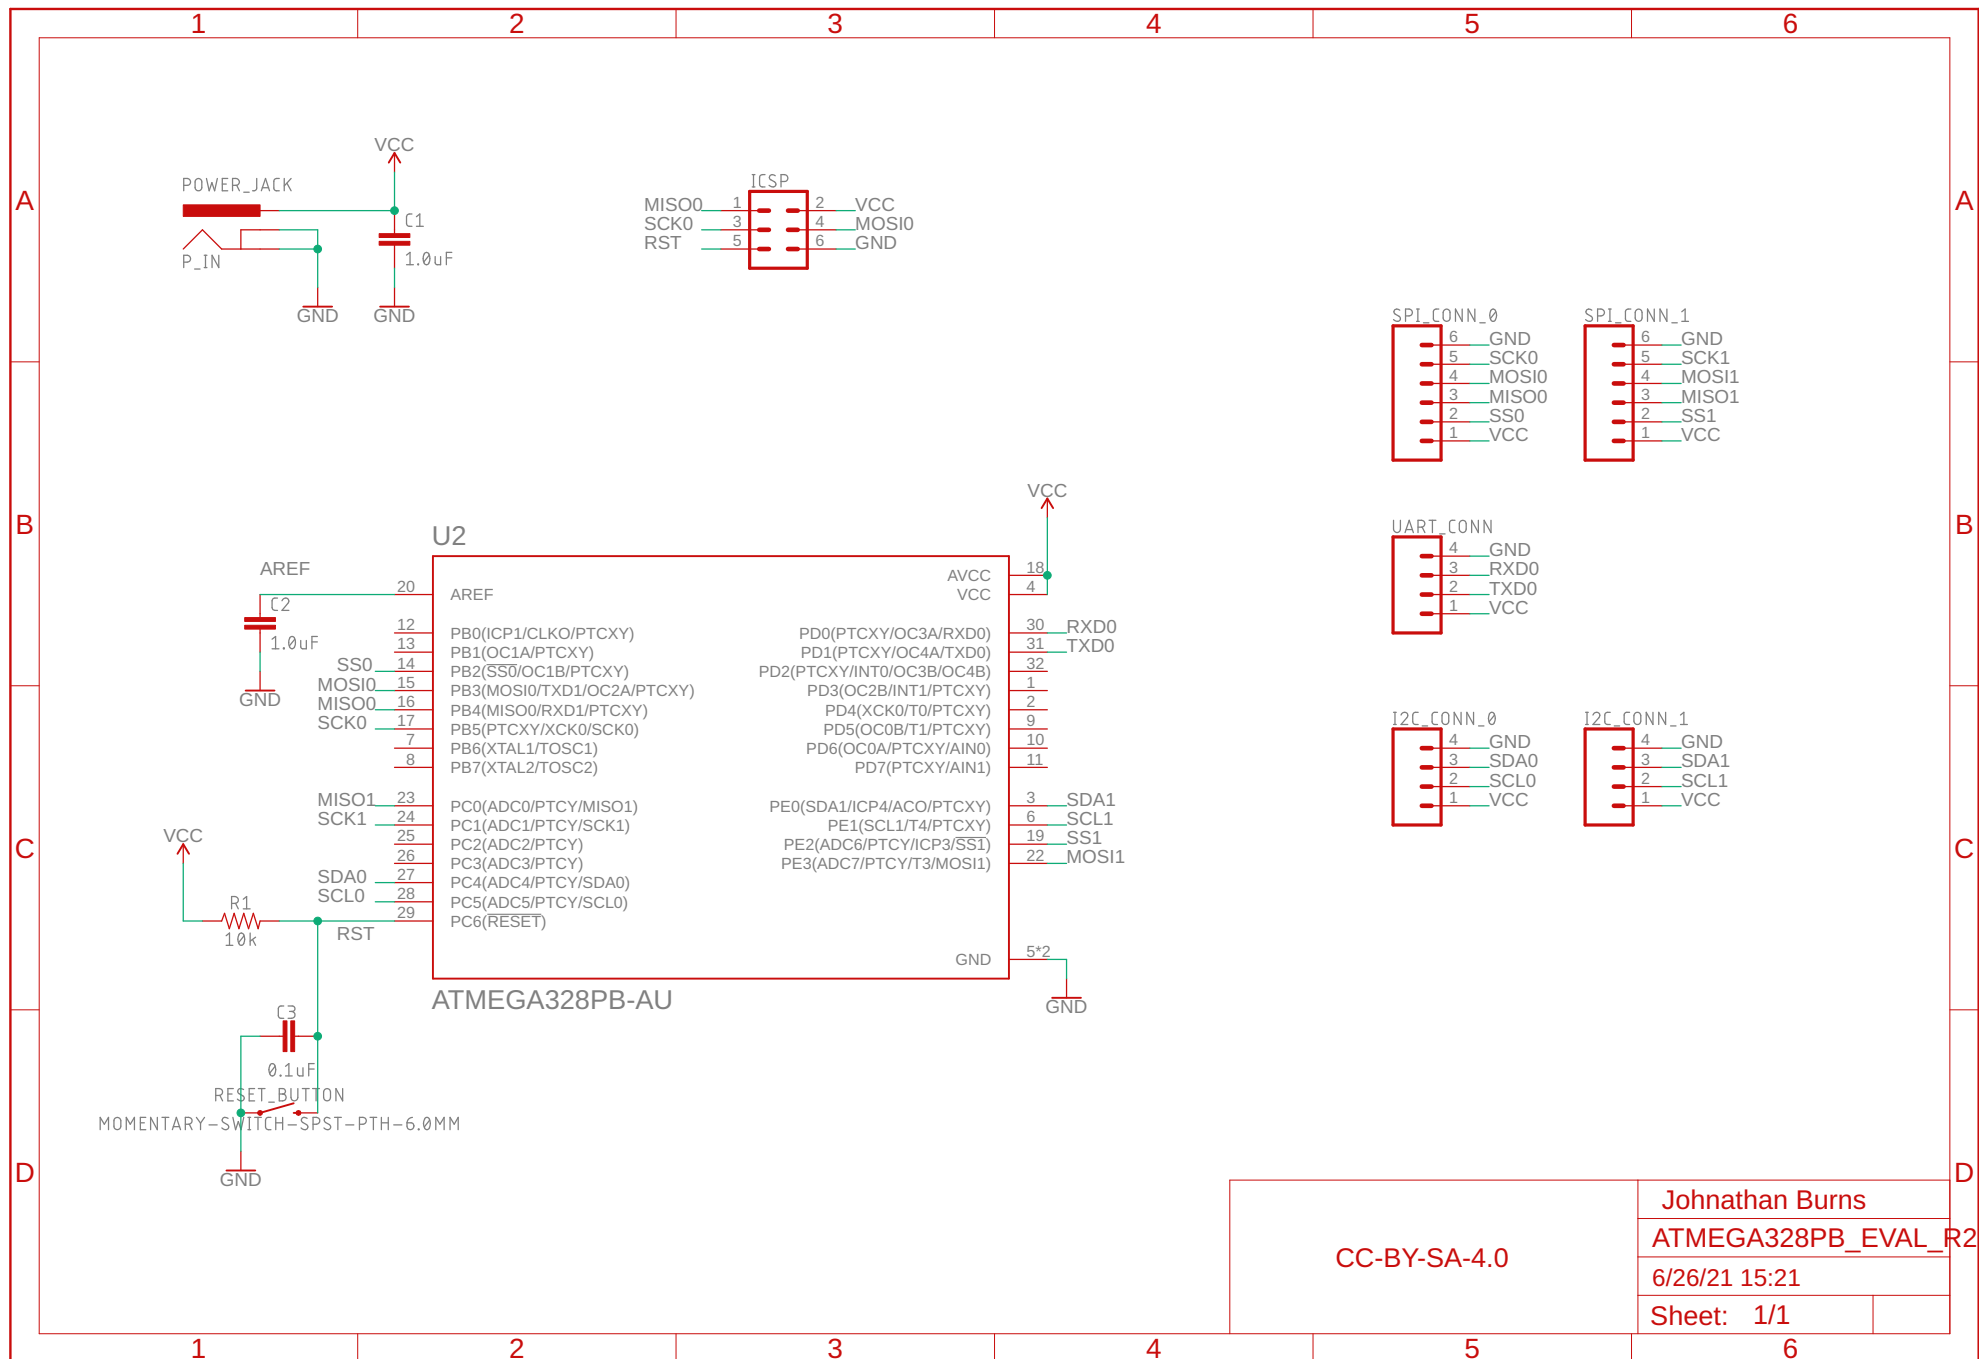 1 2 3 4 5 6
A A
B B
C C
D D
VCC
POWER_JACK
P_IN
C1
1.0uF
GND GND
ICSP
MISO0 1 2 VCC
SCK0 3 4 MOSI0
RST 5 6 GND
SPI_CONN_0
6 GND
5 SCK0
4 MOSI0
3 MISO0
2 SS0
1 VCC
SPI_CONN_1
6 GND
5 SCK1
4 MOSI1
3 MISO1
2 SS1
1 VCC
UART_CONN
4 GND
3 RXD0
2 TXD0
1 VCC
I2C_CONN_0
4 GND
3 SDA0
2 SCL0
1 VCC
I2C_CONN_1
4 GND
3 SDA1
2 SCL1
1 VCC
AREF
C2
1.0uF
GND
U2
20 AREF
12 PB0(ICP1/CLKO/PTCXY)
13 PB1(OC1A/PTCXY)
SS0 14 PB2(SS0/OC1B/PTCXY)
MOSI0 15 PB3(MOSI0/TXD1/OC2A/PTCXY)
MISO0 16 PB4(MISO0/RXD1/PTCXY)
SCK0 17 PB5(PTCXY/XCK0/SCK0)
7 PB6(XTAL1/TOSC1)
8 PB7(XTAL2/TOSC2)
MISO1 23 PC0(ADC0/PTCY/MISO1)
SCK1 24 PC1(ADC1/PTCY/SCK1)
25 PC2(ADC2/PTCY)
26 PC3(ADC3/PTCY)
SDA0 27 PC4(ADC4/PTCY/SDA0)
SCL0 28 PC5(ADC5/PTCY/SCL0)
RST 29 PC6(RESET)
VCC
AVCC 18
VCC 4
PD0(PTCXY/OC3A/RXD0) 30 RXD0
PD1(PTCXY/OC4A/TXD0) 31 TXD0
PD2(PTCXY/INT0/OC3B/OC4B) 32
PD3(OC2B/INT1/PTCXY) 1
PD4(XCK0/T0/PTCXY) 2
PD5(OC0B/T1/PTCXY) 9
PD6(OC0A/PTCXY/AIN0) 10
PD7(PTCXY/AIN1) 11
PE0(SDA1/ICP4/ACO/PTCXY) 3 SDA1
PE1(SCL1/T4/PTCXY) 6 SCL1
PE2(ADC6/PTCY/ICP3/SS1) 19 SS1
PE3(ADC7/PTCY/T3/MOSI1) 22 MOSI1
GND 5*2
GND
ATMEGA328PB-AU
VCC
R1
10k
C3
0.1uF
RESET_BUTTON
MOMENTARY-SWITCH-SPST-PTH-6.0MM
GND
CC-BY-SA-4.0
Johnathan Burns
ATMEGA328PB_EVAL_R2
6/26/21 15:21
Sheet: 1/1
1 2 3 4 5 6